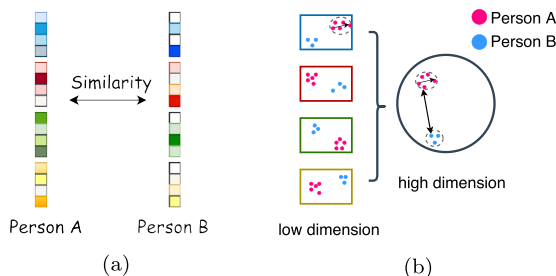 Similarity
Person A
Person B
(a)
Person A
Person B
high dimension
low dimension
(b)